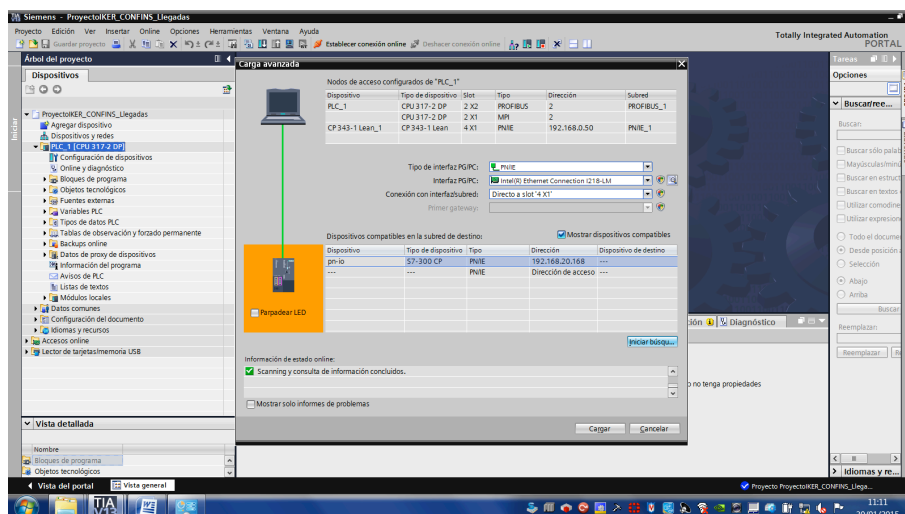 Siemens - ProyectoIKER_CONFINS_Llegadas
Proyecto Edición Ver Insertar Online Opciones Herramientas Ventana Ayuda
Totally Integrated Automation
PORTAL
Guardar proyecto
Establecer conexión online
Deshacer conexión online
Árbol del proyecto
Dispositivos
ProyectoIKER_CONFINS_Llegadas
Agregar dispositivo
Dispositivos y redes
PLC_1 [CPU 317-2 DP]
Configuración de dispositivos
Online y diagnóstico
Bloques de programa
Objetos tecnológicos
Fuentes externas
Variables PLC
Tipos de datos PLC
Tablas de observación y forzado permanente
Backups online
Datos de proxy de dispositivos
Información del programa
Avisos de PLC
Listas de textos
Módulos locales
Datos comunes
Configuración del documento
Idiomas y recursos
Accesos online
Lector de tarjetas/memoria USB
Iniciar
Vista detallada
Nombre
Bloques de programa
Objetos tecnológicos
Carga avanzada
Nodos de acceso configurados de "PLC_1"
Dispositivo Tipo de dispositivo Slot Tipo Dirección Subred
PLC_1 CPU 317-2 DP 2 X2 PROFIBUS 2 PROFIBUS_1
CPU 317-2 DP 2 X1 MPI 2
CP 343-1 Lean_1 CP 343-1 Lean 4 X1 PN/IE 192.168.0.50 PN/IE_1
Tipo de interfaz PG/PC: PN/IE
Interfaz PG/PC: Intel(R) Ethernet Connection I218-LM
Conexión con interfaz/subred: Directo a slot '4 X1'
Primer gateway:
Dispositivos compatibles en la subred de destino:
Mostrar dispositivos compatibles
Dispositivo Tipo de dispositivo Tipo Dirección Dispositivo de destino
pn-io S7-300 CP PN/IE 192.168.20.168 ---
--- --- PN/IE Dirección de acceso ---
Parpadear LED
Iniciar búsqu...
Información de estado online:
Scanning y consulta de información concluidos.
Mostrar solo informes de problemas
Cargar Cancelar
ión Diagnóstico
o no tenga propiedades
Tareas
Opciones
Buscar/ree...
Buscar:
Buscar sólo palab
Mayúsculas/minú
Buscar en estruct
Buscar en textos
Utilizar comodine
Utilizar expresion
Todo el docume
Desde posición a
Selección
Abajo
Arriba
Buscar
Reemplazar:
Reemplazar
Idiomas y re...
Vista del portal
Vista general
Proyecto ProyectoIKER_CONFINS_Llega...
TIA
V13
11:11
20/01/2015